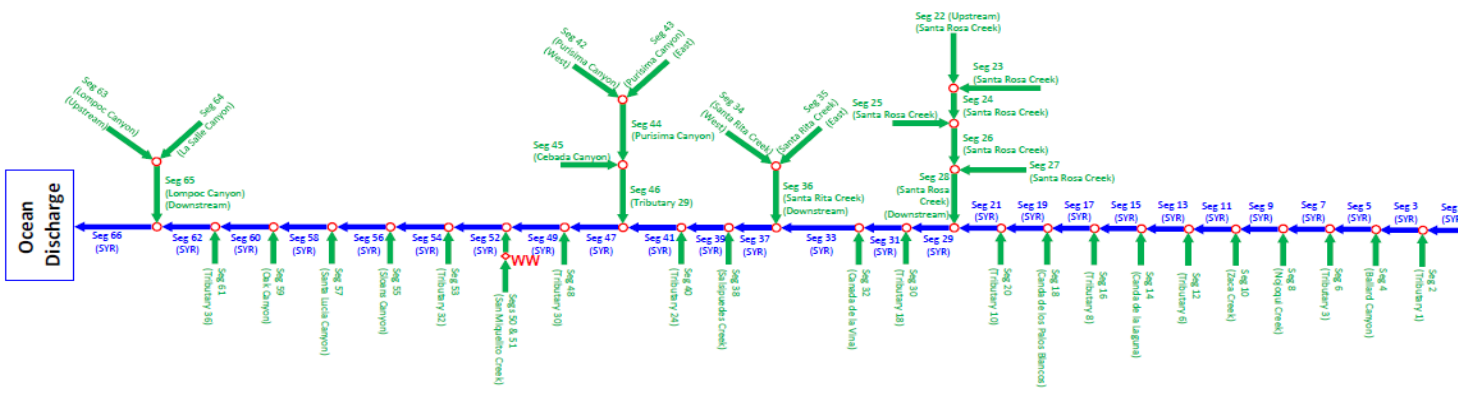 Seg 22 (Upstream)
(Santa Rosa Creek)
Seg 42
(Purisima Canyon)
(West)
Seg 43
(Purisima Canyon)
(East)
Seg 63
(Lompoc Canyon)
(Upstream)
Seg 64
(La Salle Canyon)
Seg 23
(Santa Rosa Creek)
Seg 34
(Santa Rita Creek)
(West)
Seg 35
(Santa Rita Creek)
(East)
Seg 25
(Santa Rosa Creek)
Seg 24
(Santa Rosa Creek)
Seg 44
(Purisima Canyon)
Seg 45
(Cebada Canyon)
Seg 26
(Santa Rosa Creek)
Seg 27
(Santa Rosa Creek)
Seg 65
(Lompoc Canyon)
(Downstream)
Seg 46
(Tributary 29)
Seg 36
(Santa Rita Creek)
(Downstream)
Seg 28
(Santa Rosa
Creek)
(Downstream)
Ocean
Discharge
Seg 21
(SYR)
Seg 19
(SYR)
Seg 17
(SYR)
Seg 15
(SYR)
Seg 13
(SYR)
Seg 11
(SYR)
Seg 9
(SYR)
Seg 7
(SYR)
Seg 5
(SYR)
Seg 3
(SYR)
Seg 66
(SYR)
Seg 62
(SYR)
Seg 60
(SYR)
Seg 58
(SYR)
Seg 56
(SYR)
Seg 54
(SYR)
Seg 52
(SYR)
Seg 49
(SYR)
Seg 47
(SYR)
Seg 41
(SYR)
Seg 39
(SYR)
Seg 37
(SYR)
Seg 33
(SYR)
Seg 31
(SYR)
Seg 29
(SYR)
WW
Seg 61
(Tributary 36)
Seg 59
(Oak Canyon)
Seg 57
(Santa Lucia Canyon)
Seg 55
(Sloans Canyon)
Seg 53
(Tributary 32)
Segs 50 & 51
(San Miquelito Creek)
Seg 48
(Tributary 30)
Seg 40
(Tributary 24)
Seg 38
(Salsipuedes Creek)
Seg 32
(Canada de la Vina)
Seg 30
(Tributary 18)
Seg 20
(Tributary 10)
Seg 18
(Canda de los Palos Blancos)
Seg 16
(Tributary 8)
Seg 14
(Canda de la Laguna)
Seg 12
(Tributary 6)
Seg 10
(Zaca Creek)
Seg 8
(Nojoqui Creek)
Seg 6
(Tributary 3)
Seg 4
(Ballard Canyon)
Seg 2
(Tributary 1)